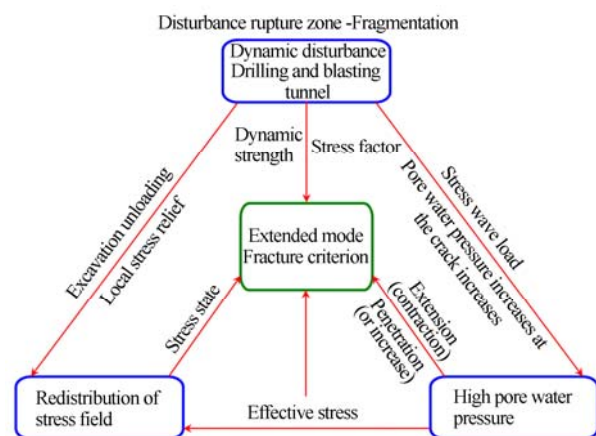 Disturbance rupture zone -Fragmentation
Dynamic disturbance
Drilling and blasting
tunnel
Dynamic
strength
Stress factor
Excavation unloading
Local stress relief
Stress wave load
Pore water pressure increases at
the crack increases
Extended mode
Fracture criterion
Stress state
Extension
(contraction)
Penetration
(or increase)
Redistribution of
stress field
Effective stress
High pore water
pressure